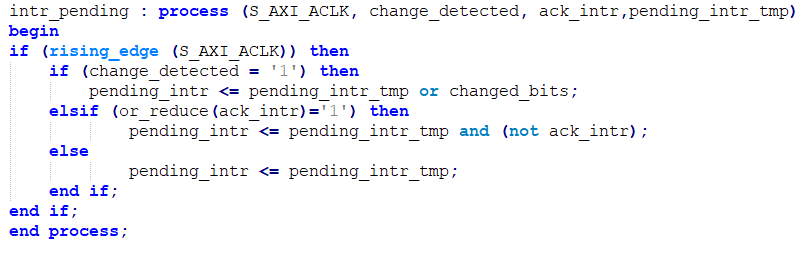 intr_pending : process (S_AXI_ACLK, change_detected, ack_intr,pending_intr_tmp)
begin
if (rising_edge (S_AXI_ACLK)) then
    if (change_detected = '1') then
        pending_intr <= pending_intr_tmp or changed_bits;
    elsif (or_reduce(ack_intr)='1') then
            pending_intr <= pending_intr_tmp and (not ack_intr);
    else
            pending_intr <= pending_intr_tmp;
    end if;
end if;
end process;